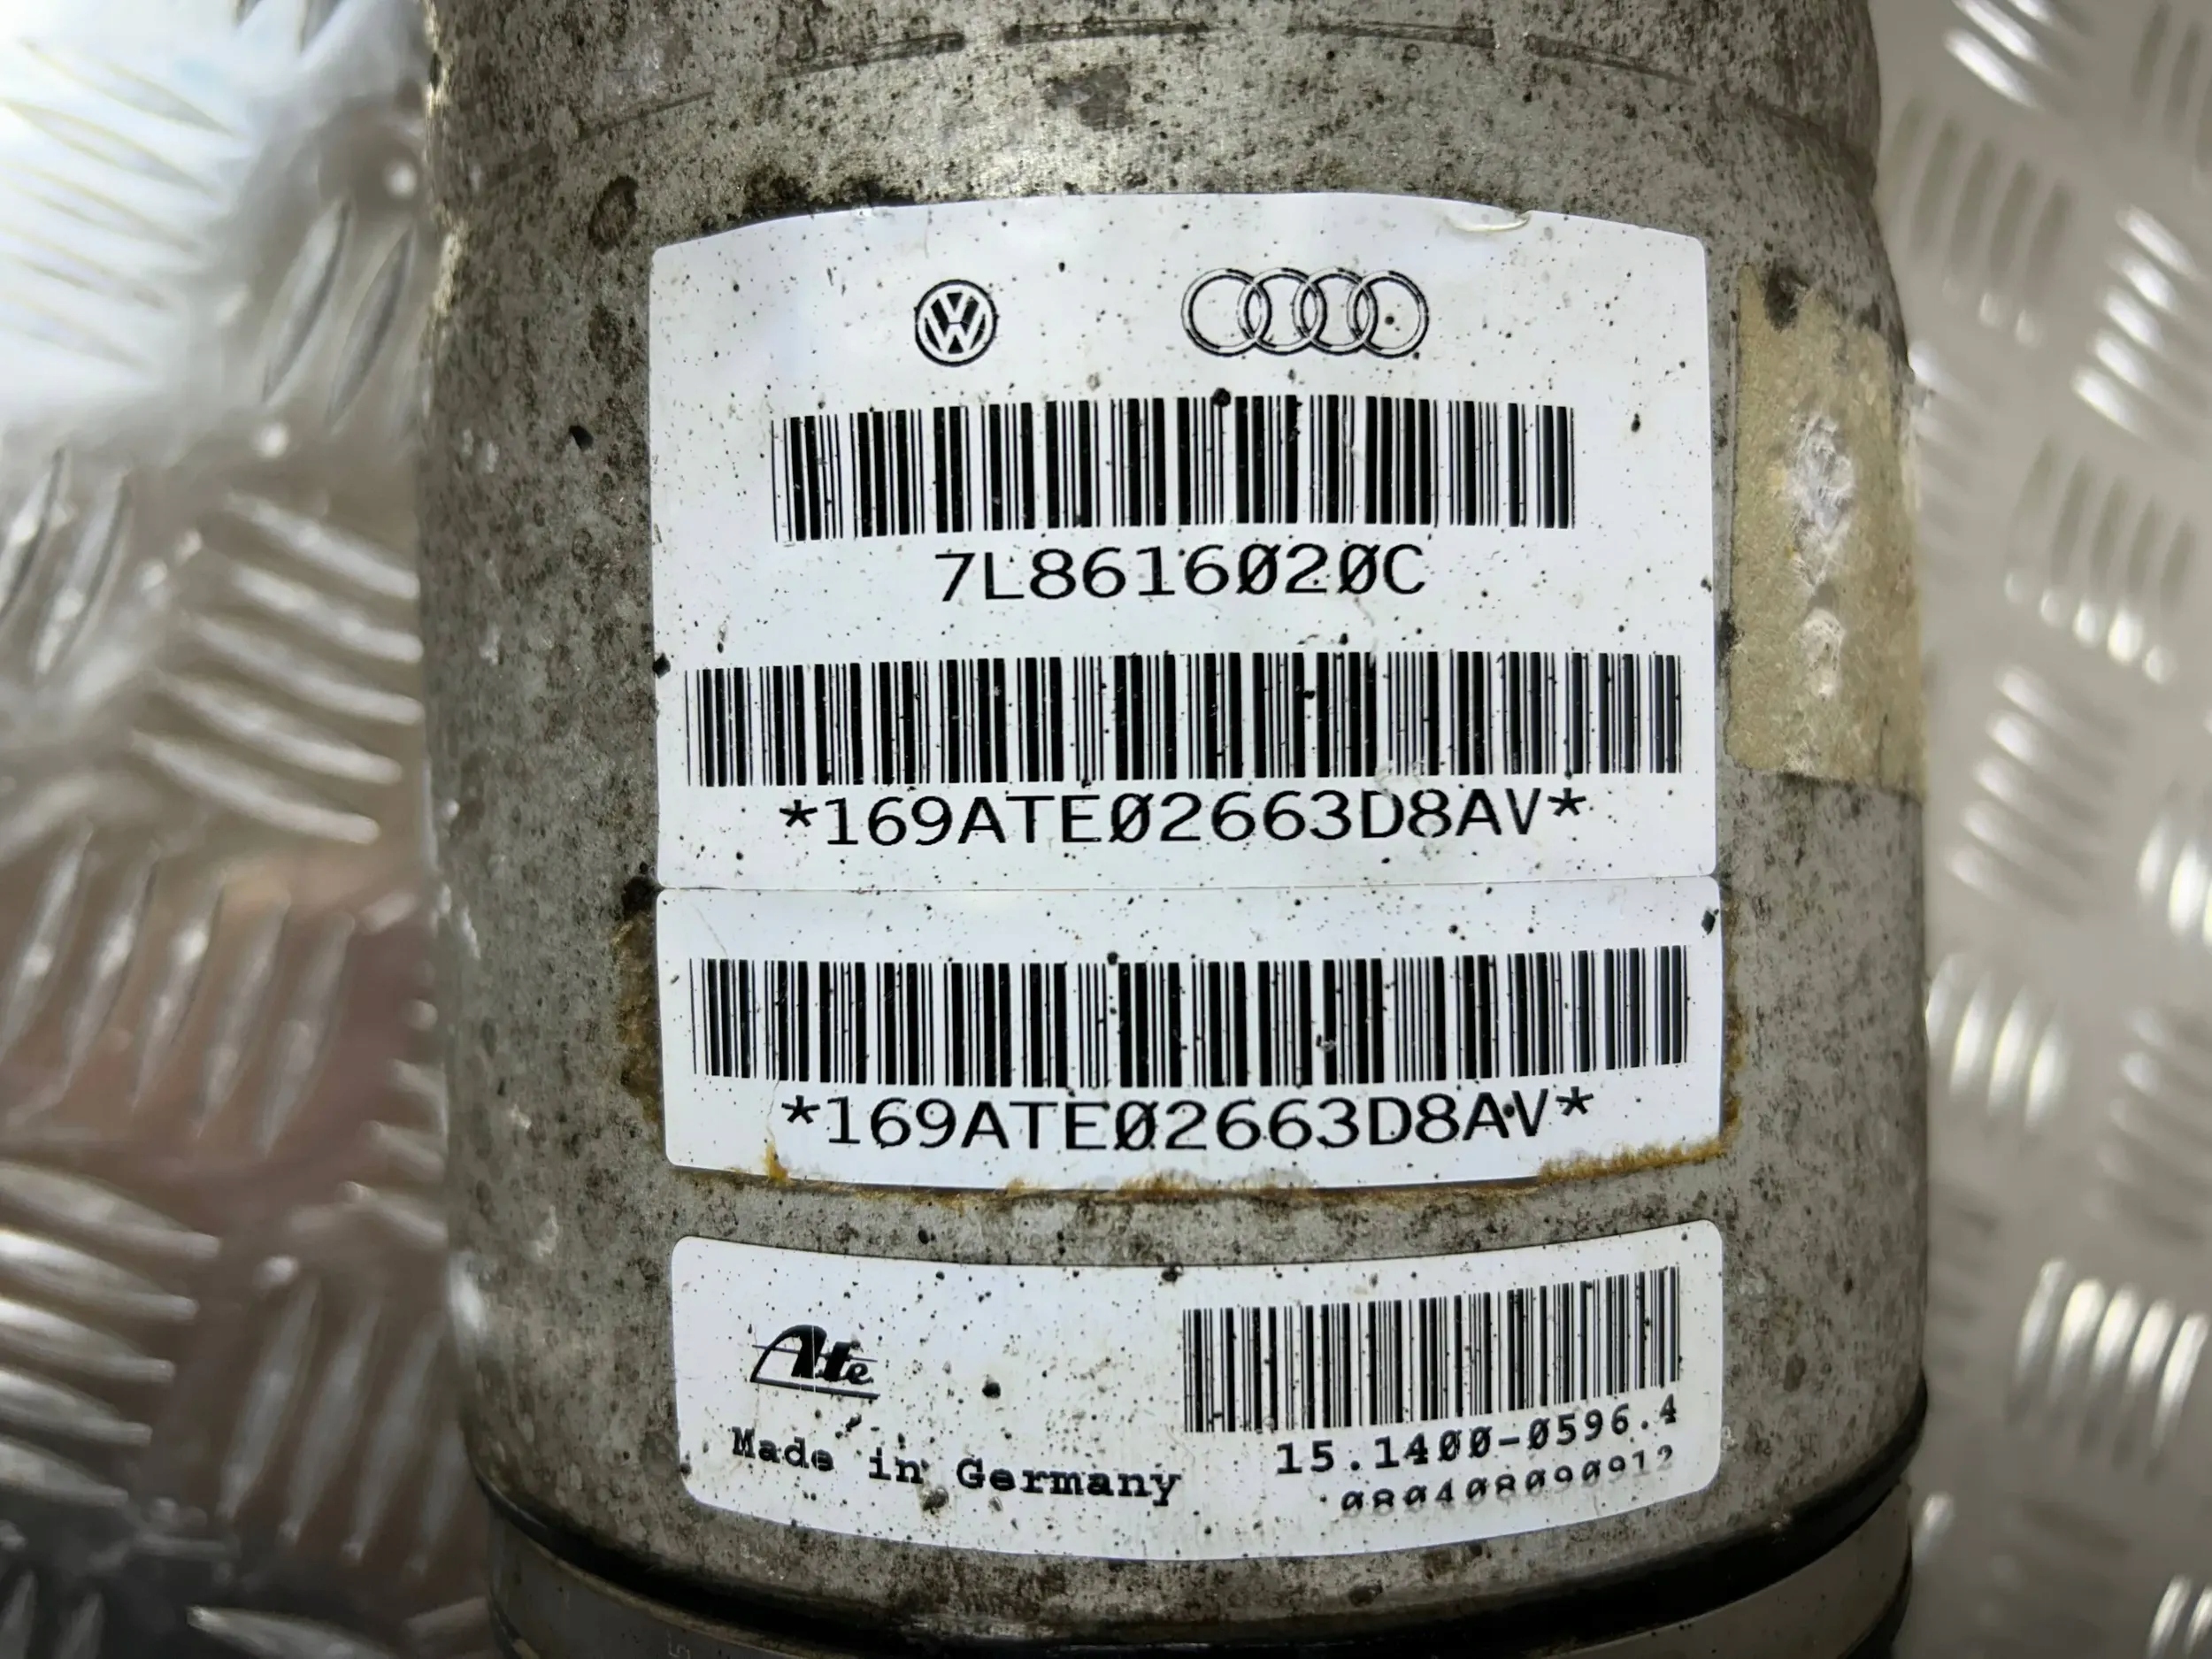 7L8616020C
*169ATE02663D8AV*
*169ATE02663D8AV*
Ate
Made in Germany
15.1400-0596.4